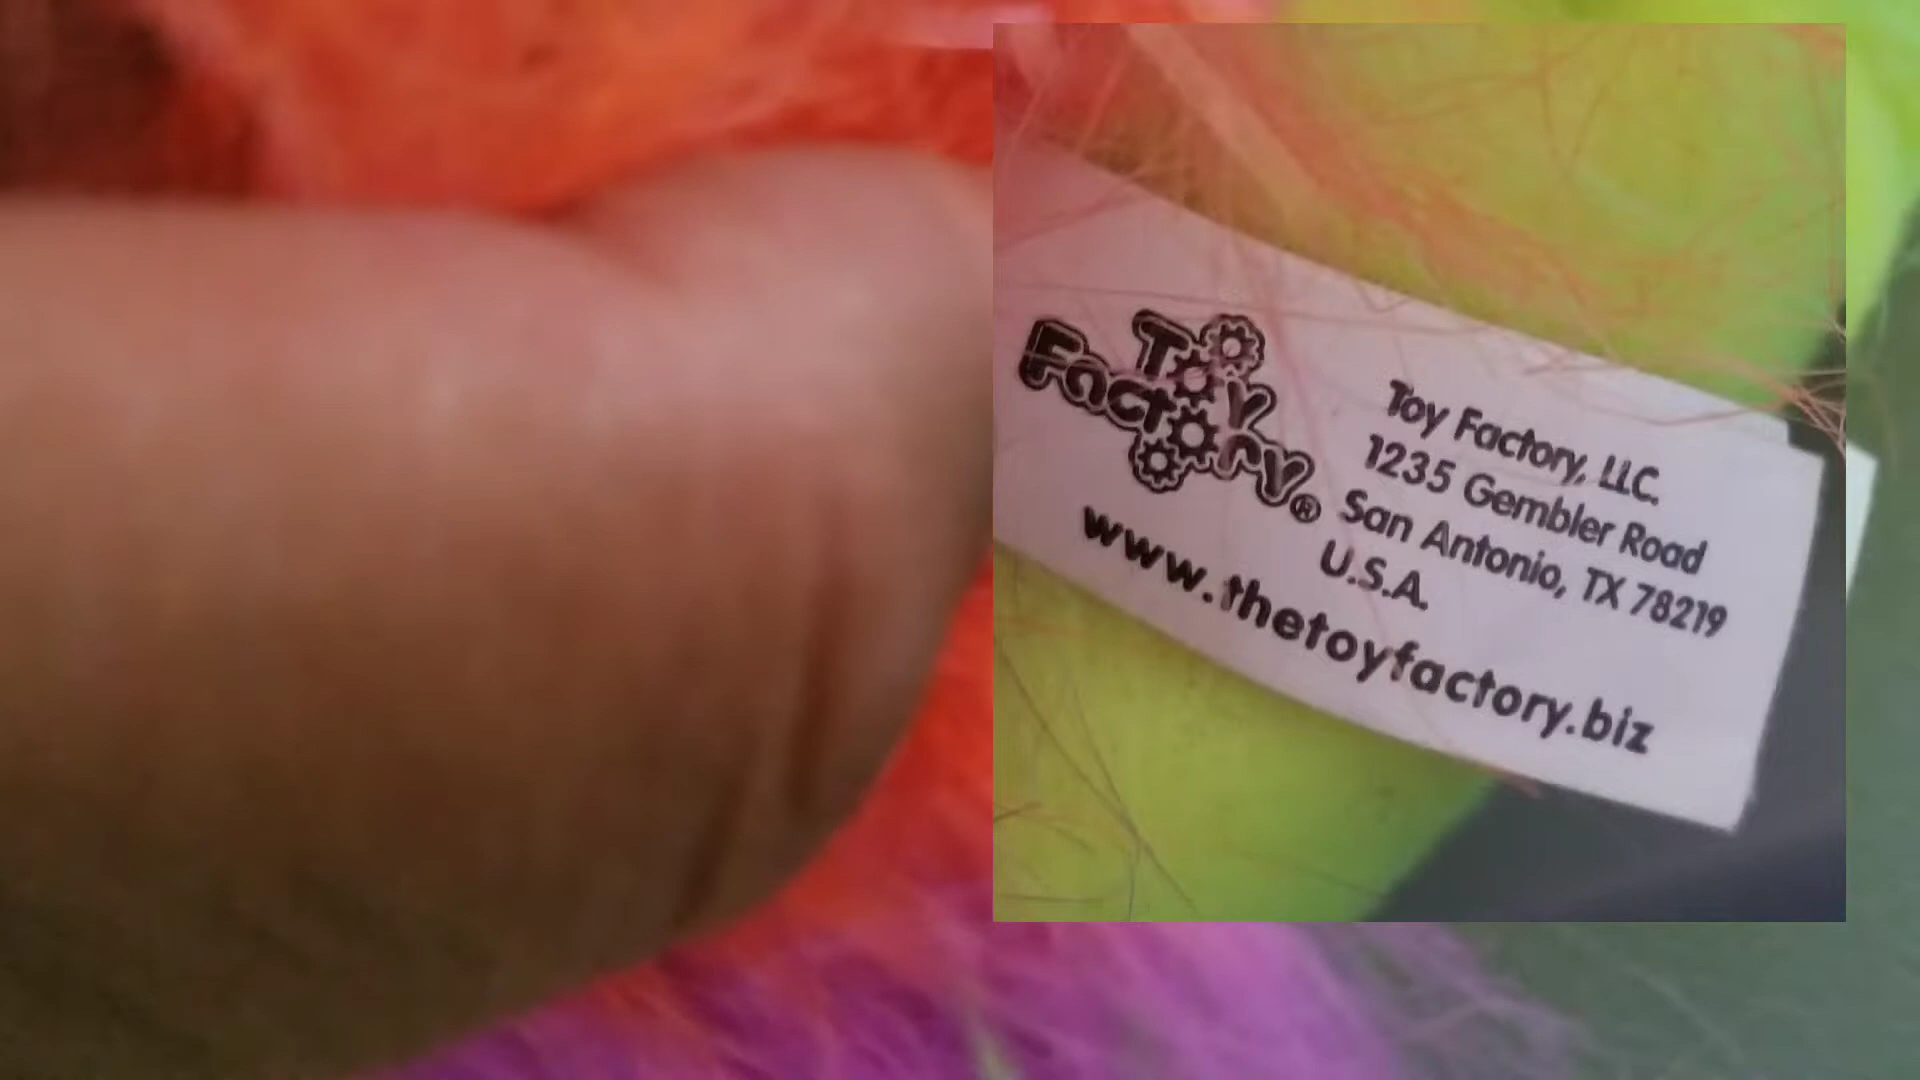 Toy
Factory®
Toy Factory, LLC.
1235 Gembler Road
San Antonio, TX 78219
U.S.A.
www.thetoyfactory.biz